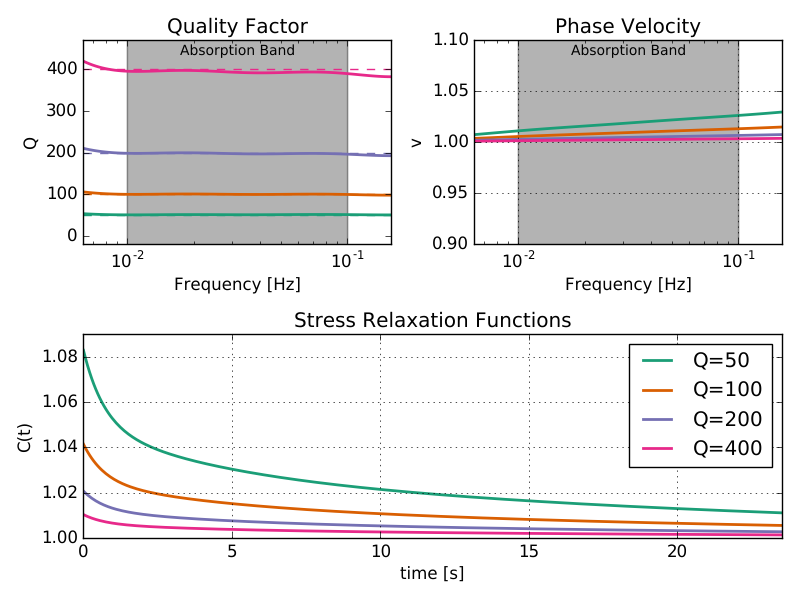 Quality Factor
Absorption Band
400
300
200
100
0
Q
10-2
10-1
Frequency [Hz]
Phase Velocity
Absorption Band
1.10
1.05
1.00
0.95
0.90
v
10-2
10-1
Frequency [Hz]
Stress Relaxation Functions
1.08
1.06
1.04
1.02
1.00
C(t)
0 5 10 15 20
time [s]
Q=50
Q=100
Q=200
Q=400